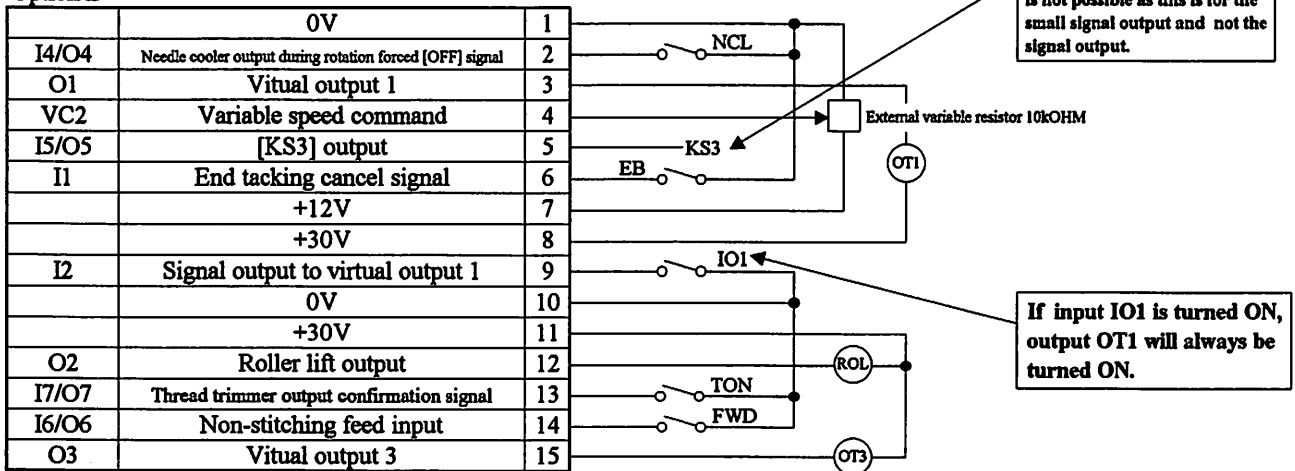 0V 1
I4/O4 Needle cooler output during rotation forced [OFF] signal 2 NCL
O1 Vitual output 1 3
VC2 Variable speed command 4 External variable resistor 10kOHM
I5/O5 [KS3] output 5 KS3
OT1
I1 End tacking cancel signal 6 EB
+12V 7
+30V 8
I2 Signal output to virtual output 1 9 IO1
0V 10
+30V 11
O2 Roller lift output 12 ROL
I7/O7 Thread trimmer output confirmation signal 13 TON
I6/O6 Non-stitching feed input 14 FWD
O3 Vitual output 3 15 OT3
is not possible as this is for the
small signal output and not the
signal output.
If input IO1 is turned ON,
output OT1 will always be
turned ON.